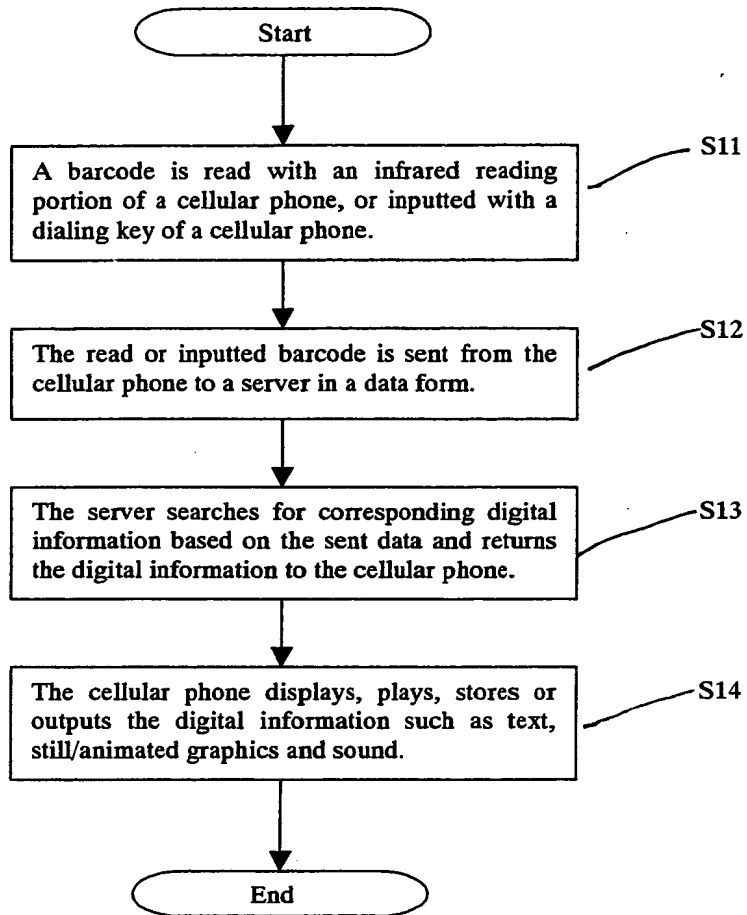 Start
A barcode is read with an infrared reading
portion of a cellular phone, or inputted with a
dialing key of a cellular phone.
S11
The read or inputted barcode is sent from the
cellular phone to a server in a data form.
S12
The server searches for corresponding digital
information based on the sent data and returns
the digital information to the cellular phone.
S13
The cellular phone displays, plays, stores or
outputs the digital information such as text,
still/animated graphics and sound.
S14
End